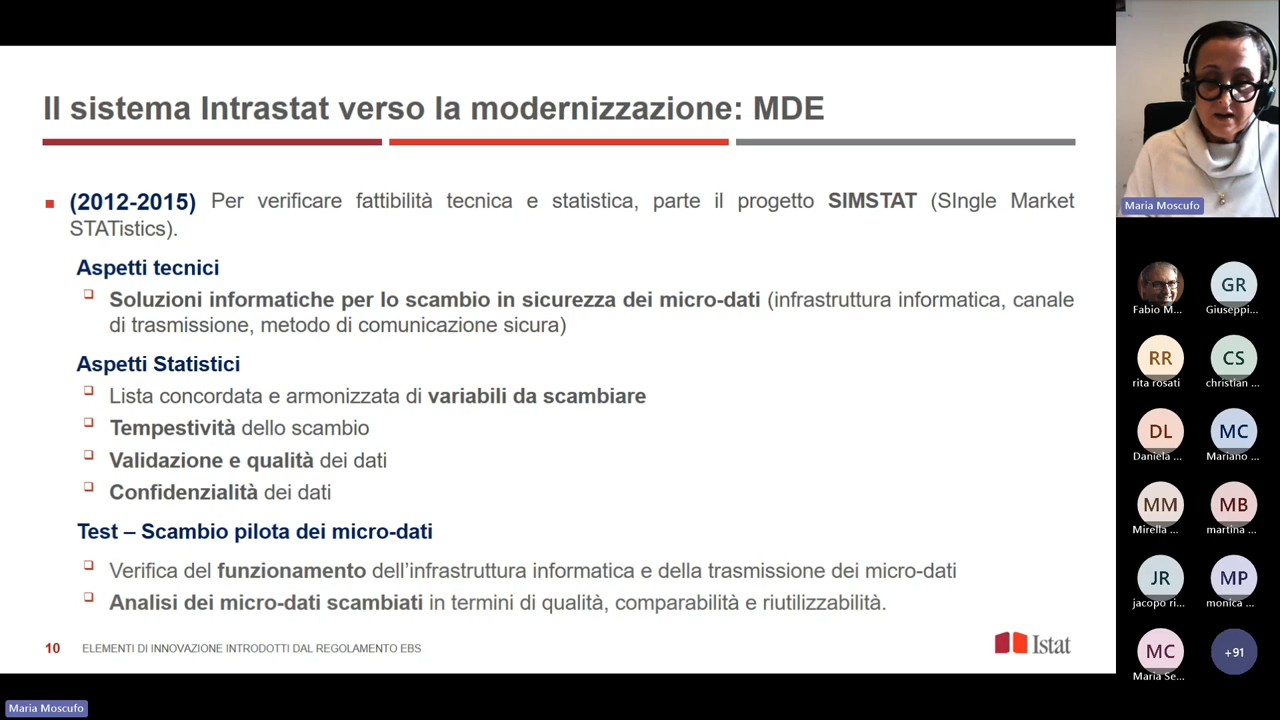 Il sistema Intrastat verso la modernizzazione: MDE
(2012-2015) Per verificare fattibilità tecnica e statistica, parte il progetto SIMSTAT (SIngle Market
STATistics).
Aspetti tecnici
Soluzioni informatiche per lo scambio in sicurezza dei micro-dati (infrastruttura informatica, canale
di trasmissione, metodo di comunicazione sicura)
Aspetti Statistici
Lista concordata e armonizzata di variabili da scambiare
Tempestività dello scambio
Validazione e qualità dei dati
Confidenzialità dei dati
Test – Scambio pilota dei micro-dati
Verifica del funzionamento dell'infrastruttura informatica e della trasmissione dei micro-dati
Analisi dei micro-dati scambiati in termini di qualità, comparabilità e riutilizzabilità.
10 ELEMENTI DI INNOVAZIONE INTRODOTTI DAL REGOLAMENTO EBS
Istat
Maria Moscufo
GR
Fabio M... Giuseppi...
RR CS
rita rosati christian ...
DL MC
Daniela ... Mariano ...
MM MB
Mirella ... martina ...
JR MP
jacopo ri... monica ...
MC +91
Maria Se...
Maria Moscufo